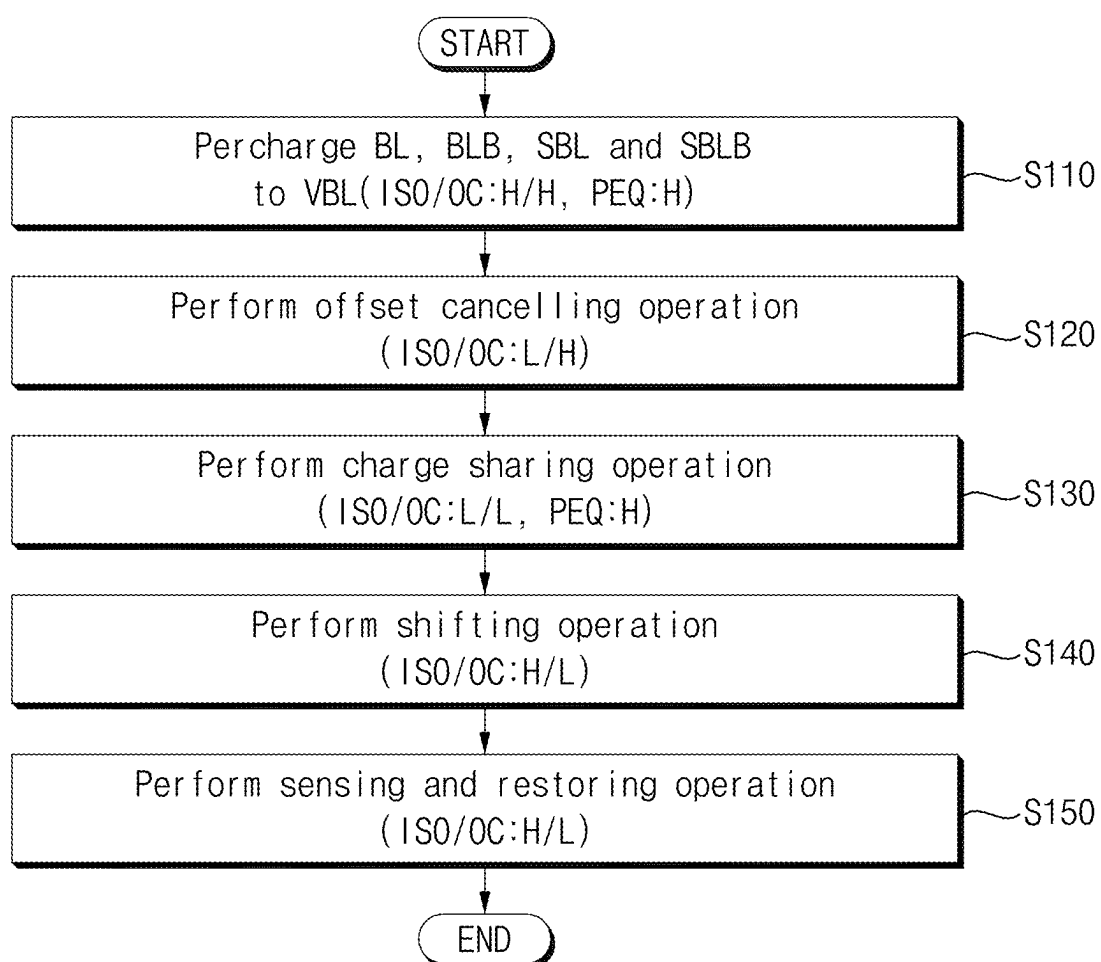 START
Percharge BL, BLB, SBL and SBLB
to VBL(ISO/OC:H/H, PEQ:H)
S110
Perform offset cancelling operation
(ISO/OC:L/H)
S120
Perform charge sharing operation
(ISO/OC:L/L, PEQ:H)
S130
Perform shifting operation
(ISO/OC:H/L)
S140
Perform sensing and restoring operation
(ISO/OC:H/L)
S150
END